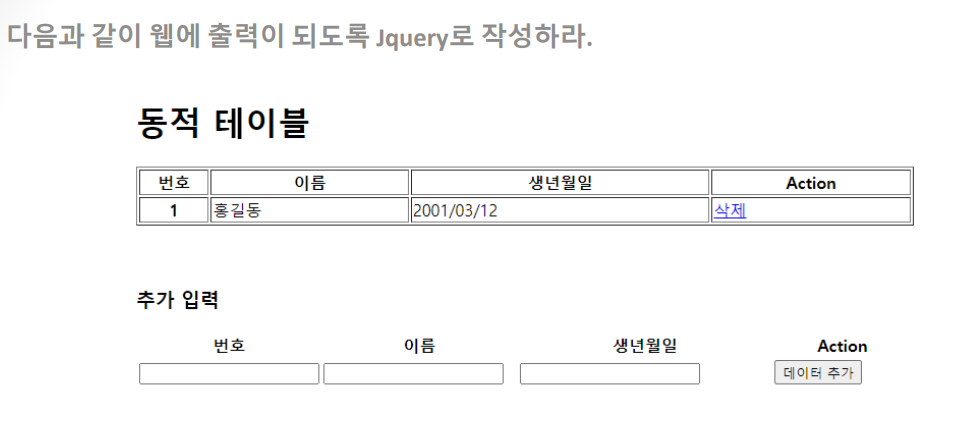 다음과 같이 웹에 출력이 되도록 Jquery로 작성하라.
동적 테이블
번호 이름 생년월일 Action
1 홍길동 2001/03/12 삭제
추가 입력
번호 이름 생년월일 Action
데이터 추가